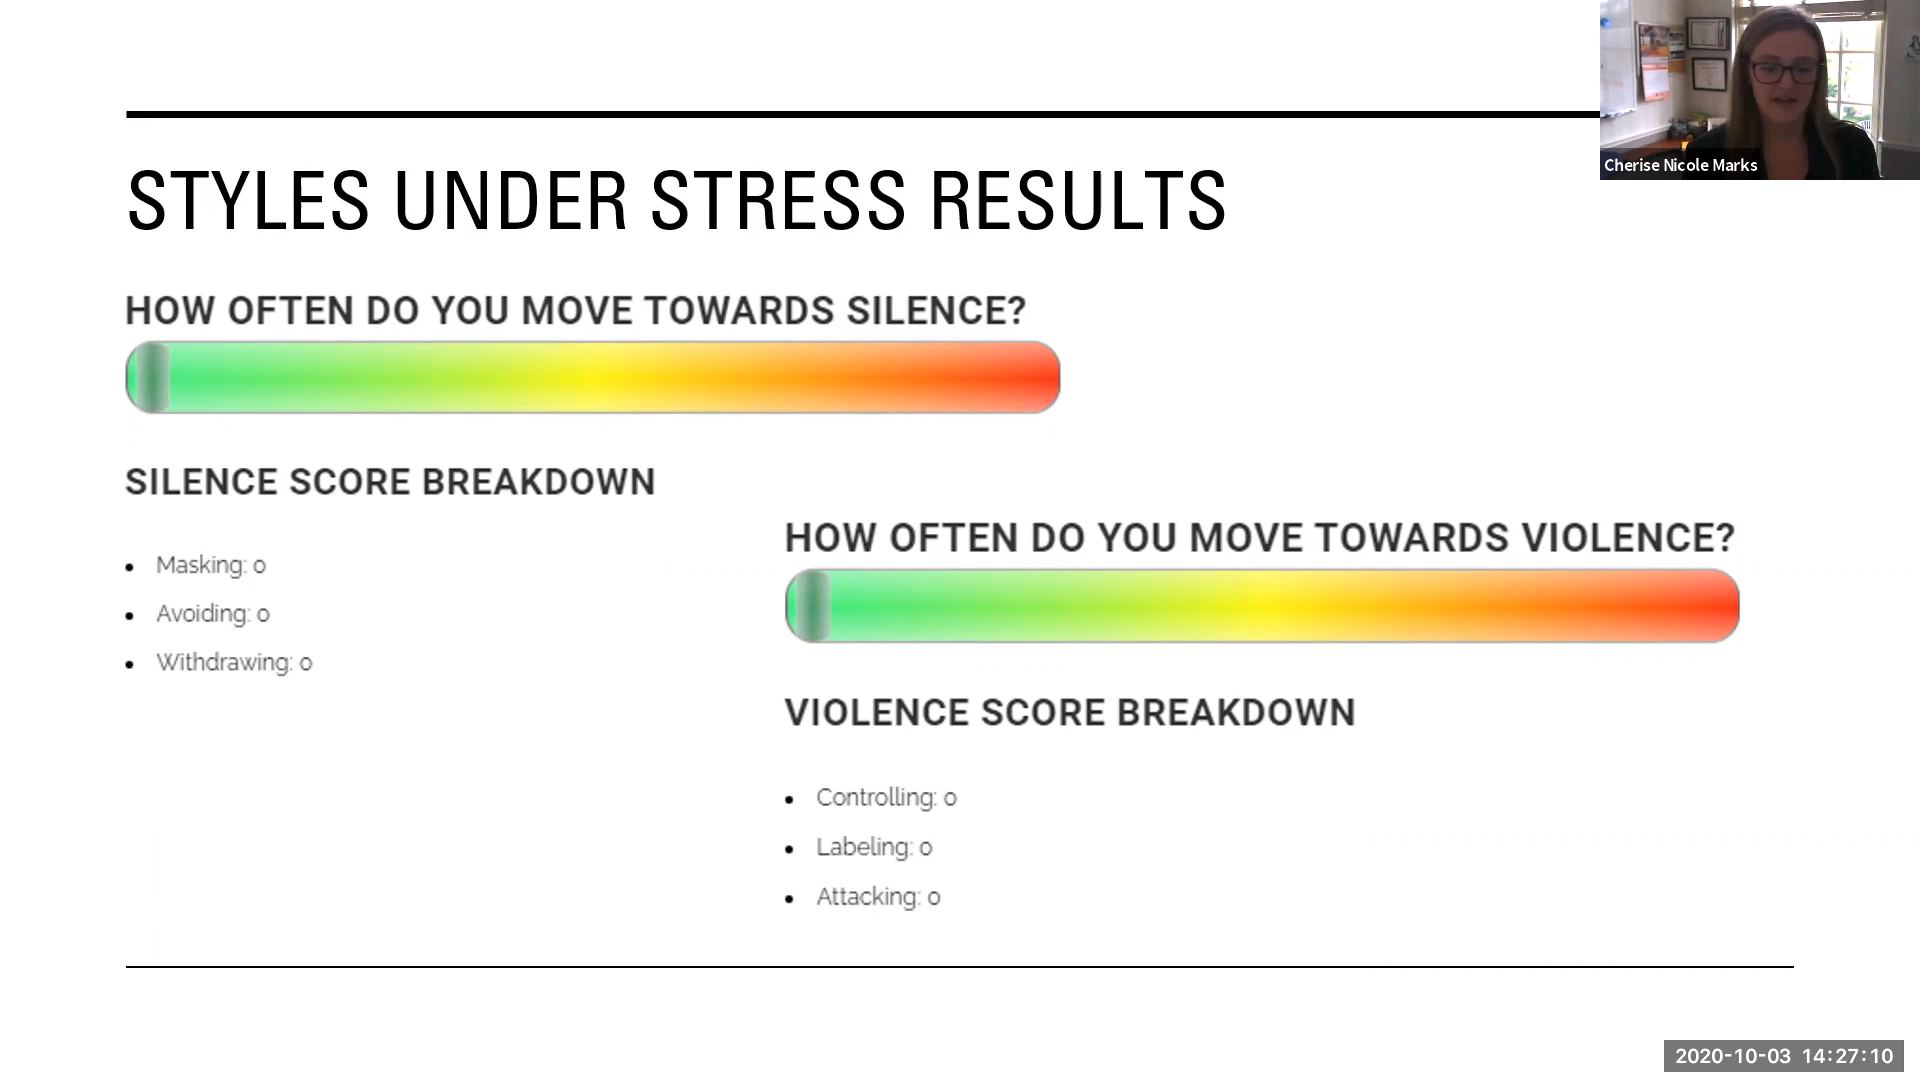 Cherise Nicole Marks
STYLES UNDER STRESS RESULTS
HOW OFTEN DO YOU MOVE TOWARDS SILENCE?
SILENCE SCORE BREAKDOWN
• Masking: 0
• Avoiding: 0
• Withdrawing: 0
HOW OFTEN DO YOU MOVE TOWARDS VIOLENCE?
VIOLENCE SCORE BREAKDOWN
• Controlling: 0
• Labeling: 0
• Attacking: 0
2020-10-03 14:27:10